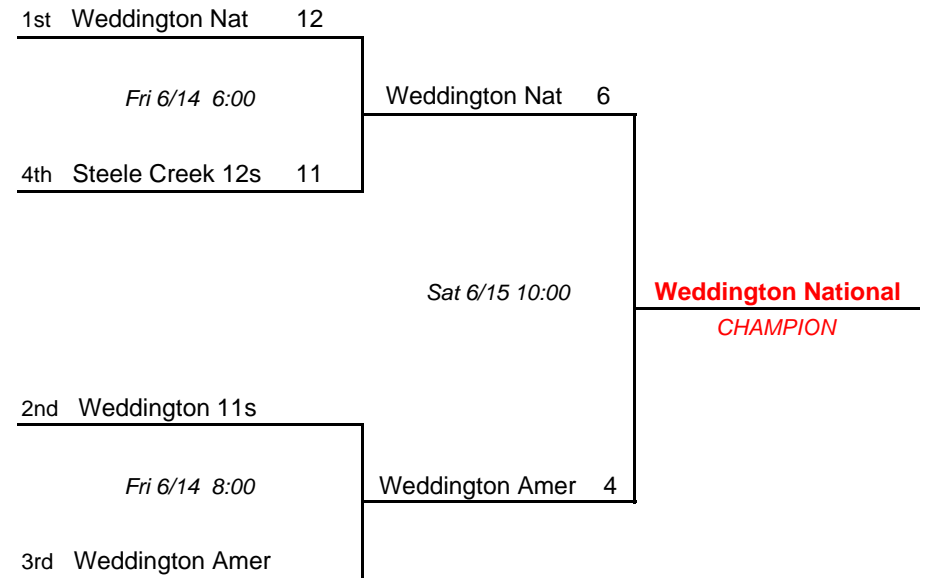 1st Weddington Nat 12
Fri 6/14 6:00
Weddington Nat 6
4th Steele Creek 12s 11
Sat 6/15 10:00
Weddington National
CHAMPION
2nd Weddington 11s
Fri 6/14 8:00
Weddington Amer 4
3rd Weddington Amer